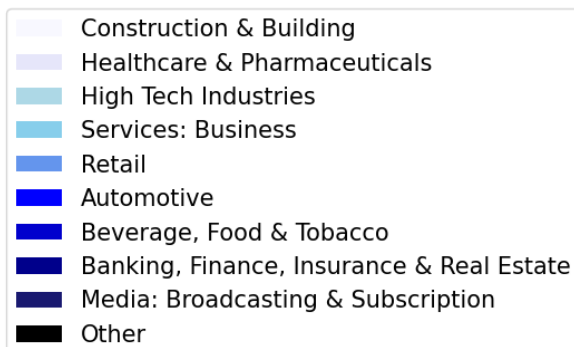 Construction & Building
Healthcare & Pharmaceuticals
High Tech Industries
Services: Business
Retail
Automotive
Beverage, Food & Tobacco
Banking, Finance, Insurance & Real Estate
Media: Broadcasting & Subscription
Other